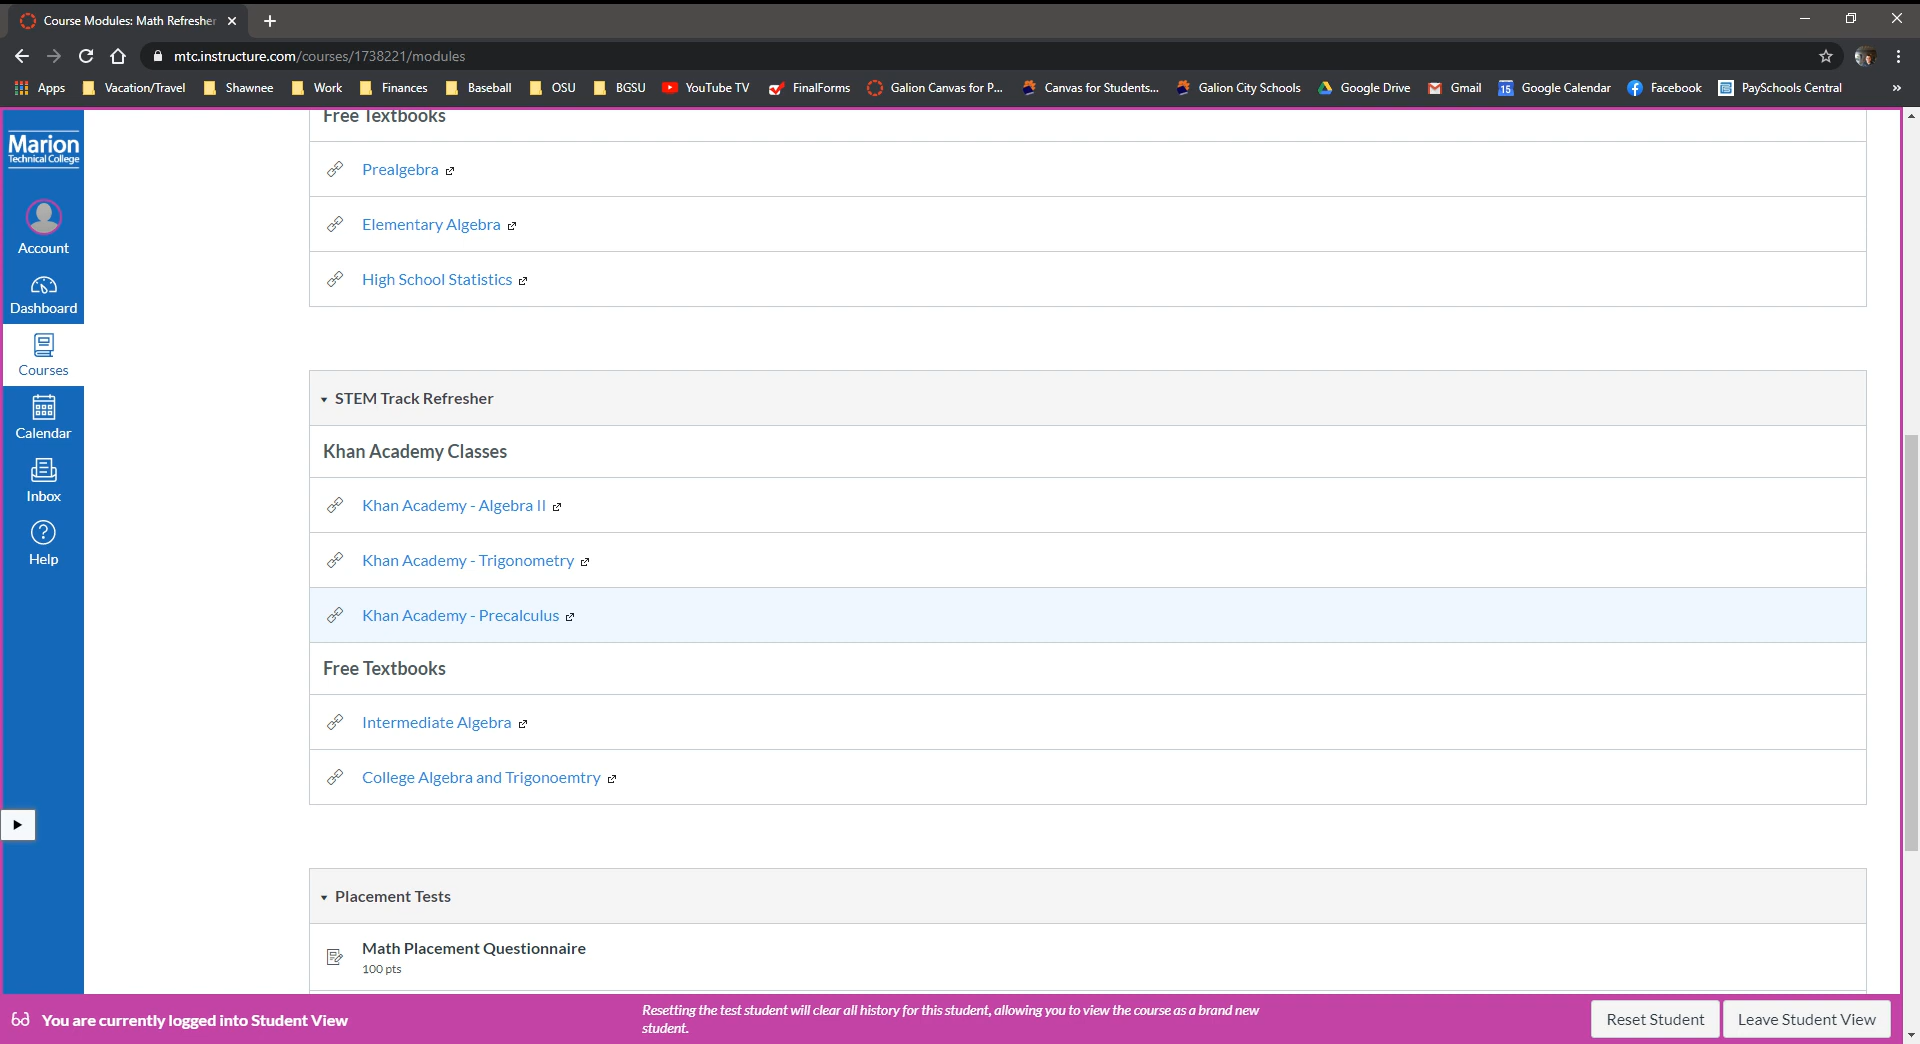 Course Modules: Math Refresher
mtc.instructure.com/courses/1738221/modules
Apps Vacation/Travel Shawnee Work Finances Baseball OSU BGSU YouTube TV FinalForms Galion Canvas for P... Canvas for Students... Galion City Schools Google Drive Gmail 15 Google Calendar Facebook PaySchools Central »
Marion
Technical College
Account
Dashboard
Courses
Calendar
Inbox
Help
Free Textbooks
Prealgebra
Elementary Algebra
High School Statistics
STEM Track Refresher
Khan Academy Classes
Khan Academy - Algebra II
Khan Academy - Trigonometry
Khan Academy - Precalculus
Free Textbooks
Intermediate Algebra
College Algebra and Trigonoemtry
Placement Tests
Math Placement Questionnaire
100 pts
You are currently logged into Student View
Resetting the test student will clear all history for this student, allowing you to view the course as a brand new
student.
Reset Student
Leave Student View